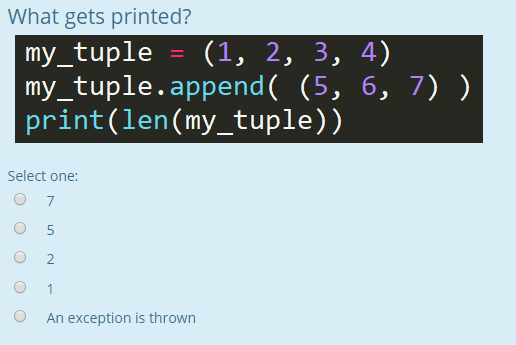 What gets printed?
my_tuple = (1, 2, 3, 4)
my_tuple.append( (5, 6, 7) )
print(len(my_tuple))
Select one:
7
5
2
1
An exception is thrown